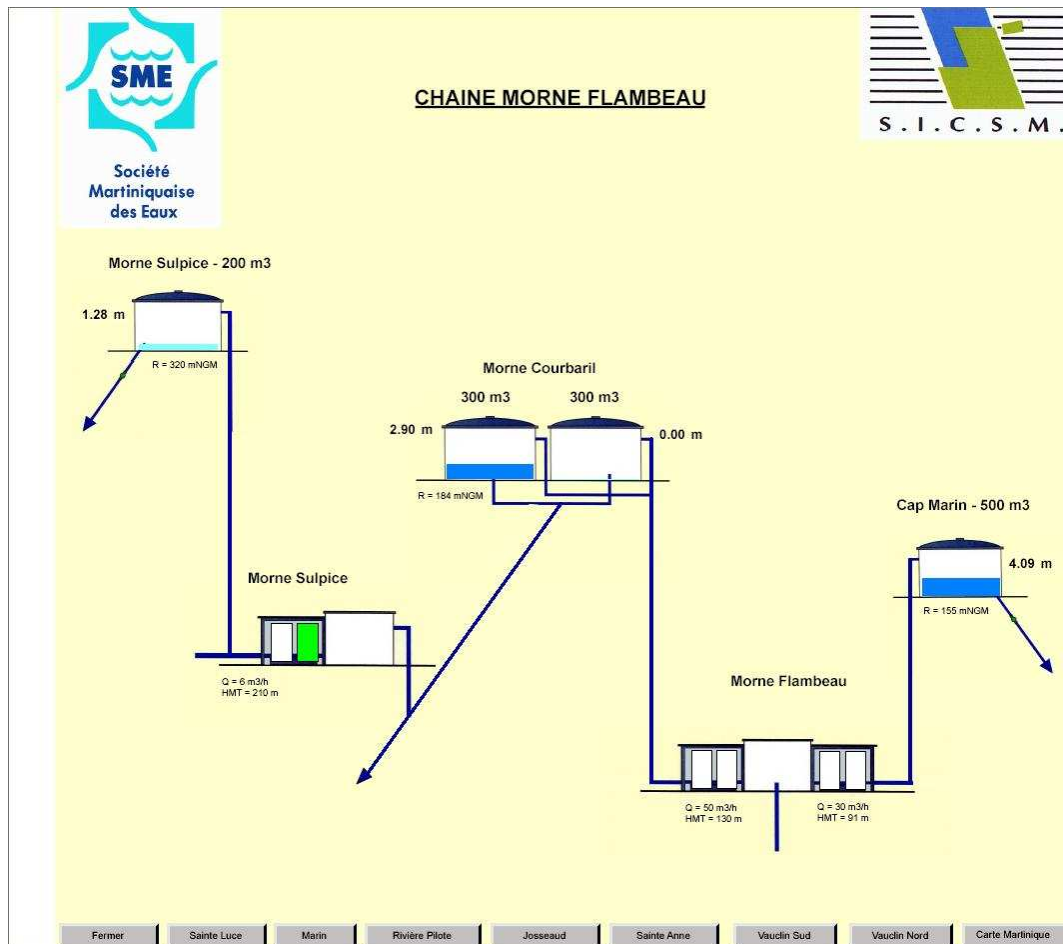 SME
Société
Martiniquaise
des Eaux
CHAINE MORNE FLAMBEAU
S.I.C.S.M.
Morne Sulpice - 200 m3
1.28 m
R = 320 mNGM
Morne Courbaril
300 m3 300 m3
2.90 m
0.00 m
R = 184 mNGM
Cap Marin - 500 m3
4.09 m
R = 155 mNGM
Morne Sulpice
Q = 6 m3/h
HMT = 210 m
Morne Flambeau
Q = 50 m3/h
HMT = 130 m
Q = 30 m3/h
HMT = 91 m
Fermer Sainte Luce Marin Rivière Pilote Josseaud Sainte Anne Vauclin Sud Vauclin Nord Carte Martinique